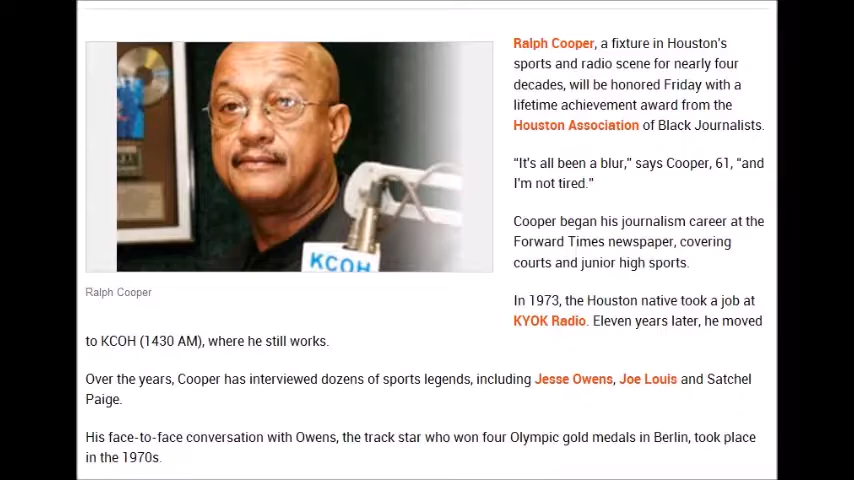 Ralph Cooper, a fixture in Houston's
sports and radio scene for nearly four
decades, will be honored Friday with a
lifetime achievement award from the
Houston Association of Black Journalists.
“It's all been a blur,” says Cooper, 61, “and
I'm not tired.”
Cooper began his journalism career at the
Forward Times newspaper, covering
courts and junior high sports.
KCOH
Ralph Cooper
In 1973, the Houston native took a job at
KYOK Radio. Eleven years later, he moved
to KCOH (1430 AM), where he still works.
Over the years, Cooper has interviewed dozens of sports legends, including Jesse Owens, Joe Louis and Satchel
Paige.
His face-to-face conversation with Owens, the track star who won four Olympic gold medals in Berlin, took place
in the 1970s.